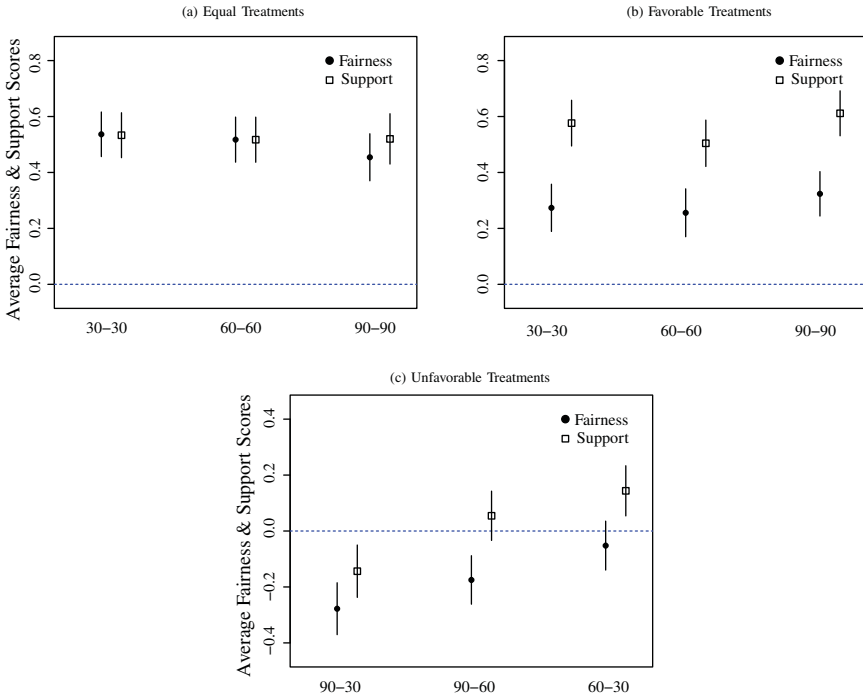 (a) Equal Treatments
Average Fairness & Support Scores
0.8
0.6
0.4
0.2
0.0
Fairness
Support
30–30
60–60
90–90
(b) Favorable Treatments
0.8
0.6
0.4
0.2
0.0
Fairness
Support
30–30
60–60
90–90
(c) Unfavorable Treatments
Average Fairness & Support Scores
0.4
0.2
0.0
−0.2
−0.4
Fairness
Support
90–30
90–60
60–30